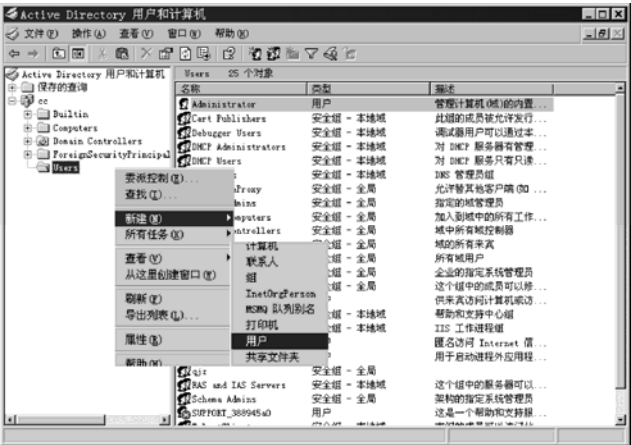 Active Directory 用户和计算机
文件(F) 操作(A) 查看(V) 窗口(W) 帮助(H)
Active Directory 用户和计算机
保存的查询
cc
Builtin
Computers
Domain Controllers
ForeignSecurityPrincipal
Users
Users 25 个对象
名称 类型 描述
Administrator 用户 管理计算机(域)的内置...
Cert Publishers 安全组 - 本地域 此组的成员被允许发行...
Debugger Users 安全组 - 本地域 调试器用户可以通过本...
DHCP Administrators 安全组 - 本地域 对 DHCP 服务器有管理...
DHCP Users 安全组 - 本地域 对 DHCP 服务只有只读...
s 安全组 - 本地域 DNS 管理员组
Proxy 安全组 - 全局 允许替其他客户端(如 ...
dmins 安全组 - 全局 指定的域管理员
mputers 安全组 - 全局 加入到域中的所有工作...
ntrollers 安全组 - 全局 域中所有域控制器
全组 - 全局 域的所有来宾
全组 - 全局 所有域用户
全组 - 全局 企业的指定系统管理员
全组 - 全局 这个组中的成员可以修...
供来宾访问计算机或访...
全组 - 本地域 帮助和支持中心组
全组 - 本地域 IIS 工作进程组
匿名访问 Internet 信...
用于启动进程外应用程...
qjz 安全组 - 全局
RAS and IAS Servers 安全组 - 本地域 这个组中的服务器可以...
Schema Admins 安全组 - 全局 架构的指定系统管理员
SUPPORT_388945a0 用户 这是一个帮助和支持服...
委派控制(E)...
查找(I)...
新建(N)
所有任务(K)
查看(V)
从这里创建窗口(W)
刷新(F)
导出列表(L)...
属性(R)
帮助(H)
计算机
联系人
组
InetOrgPerson
MSMQ 队列别名
打印机
用户
共享文件夹